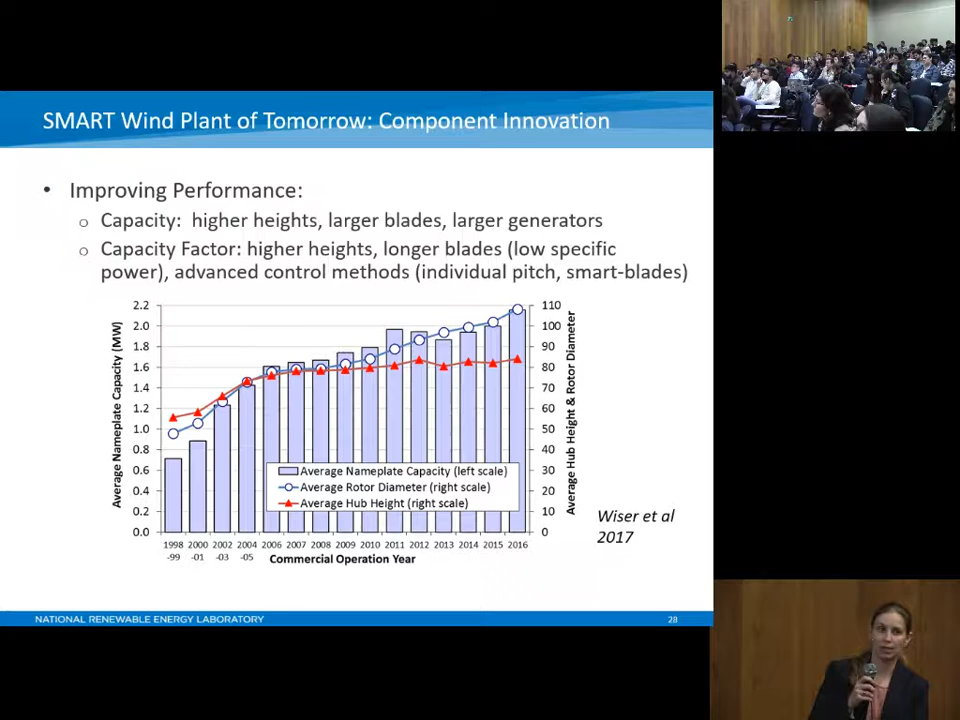 SMART Wind Plant of Tomorrow: Component Innovation
• Improving Performance:
o Capacity: higher heights, larger blades, larger generators
o Capacity Factor: higher heights, longer blades (low specific
power), advanced control methods (individual pitch, smart-blades)
Average Nameplate Capacity (MW)
2.2
2.0
1.8
1.6
1.4
1.2
1.0
0.8
0.6
0.4
0.2
0.0
110
100
90
80
70
60
50
40
30
20
10
0
Average Hub Height & Rotor Diameter
Average Nameplate Capacity (left scale)
Average Rotor Diameter (right scale)
Average Hub Height (right scale)
1998 2000 2002 2004 2006 2007 2008 2009 2010 2011 2012 2013 2014 2015 2016
-99 -01 -03 -05
Commercial Operation Year
Wiser et al
2017
NATIONAL RENEWABLE ENERGY LABORATORY
28